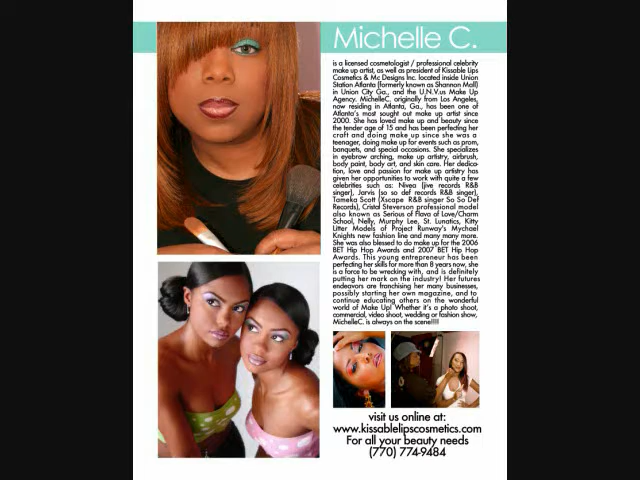 Michelle C.
is a licensed cosmetologist / professional celebrity
make up artist, as well as president of Kissable Lips
Cosmetics & Mc Designs Inc. located inside Union
Station Atlanta (formerly known as Shannon Mall)
in Union City Ga., and the U.N.V.us Make Up
Agency. MichelleC. originally from Los Angeles,
now residing in Atlanta, Ga., has been one of
Atlanta's most sought out make up artist since
2000. She has loved make up and beauty since
the tender age of 15 and has been perfecting her
craft and doing make up since she was a
teenager, doing make up for events such as prom,
banquets, and special occasions. She specializes
in eyebrow arching, make up artistry, airbrush,
body paint, body art, and skin care. Her dedico-
tion, love and passion for make up artistry has
given her opportunities to work with quite a few
celebrities such as: Nivea (jive records R&B
singer), Jarvis (so so def records R&B singer),
Tameka Scott (Xscape R&B singer So So Def
Records), Cristal Steverson professional model
also known as Serious of Flava of Love/Charm
School, Nelly, Murphy Lee, St. Lunatics, Kitty
Litter Models of Project Runway's Mychael
Knights new fashion line and many many more.
She was also blessed to do make up for the 2006
BET Hip Hop Awards and 2007 BET Hip Hop
Awards. This young entrepreneur has been
perfecting her skills for more than 8 years now, she
is a force to be wrecking with, and is definitely
putting her mark on the industry! Her futures
endeavors are franchising her many businesses,
possibly starting her own magazine, and to
continue educating others on the wonderful
world of Make Up! Whether it's a photo shoot,
commercial, video shoot, wedding or fashion show,
MichelleC. is always on the scene!!!!
visit us online at:
www.kissablelipscosmetics.com
For all your beauty needs
(770) 774-9484